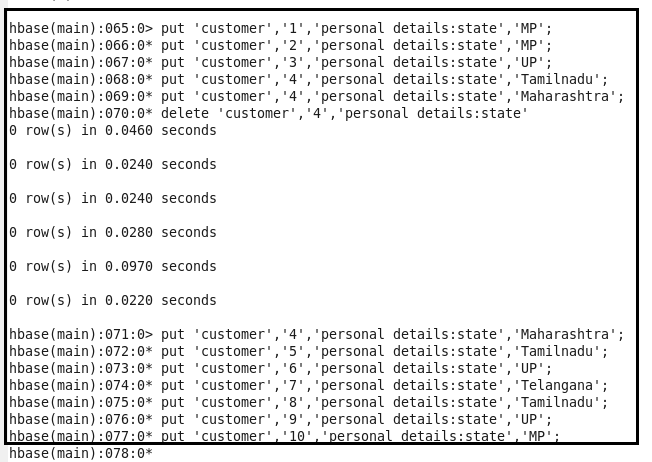 hbase(main):065:0> put 'customer','1','personal details:state','MP';
hbase(main):066:0* put 'customer','2','personal details:state','MP';
hbase(main):067:0* put 'customer','3','personal details:state','UP';
hbase(main):068:0* put 'customer','4','personal details:state','Tamilnadu';
hbase(main):069:0* put 'customer','4','personal details:state','Maharashtra';
hbase(main):070:0* delete 'customer','4','personal details:state'
0 row(s) in 0.0460 seconds
0 row(s) in 0.0240 seconds
0 row(s) in 0.0240 seconds
0 row(s) in 0.0280 seconds
0 row(s) in 0.0970 seconds
0 row(s) in 0.0220 seconds
hbase(main):071:0> put 'customer','4','personal details:state','Maharashtra';
hbase(main):072:0* put 'customer','5','personal details:state','Tamilnadu';
hbase(main):073:0* put 'customer','6','personal details:state','UP';
hbase(main):074:0* put 'customer','7','personal details:state','Telangana';
hbase(main):075:0* put 'customer','8','personal details:state','Tamilnadu';
hbase(main):076:0* put 'customer','9','personal details:state','UP';
hbase(main):077:0* put 'customer','10','personal details:state','MP';
hbase(main):078:0*